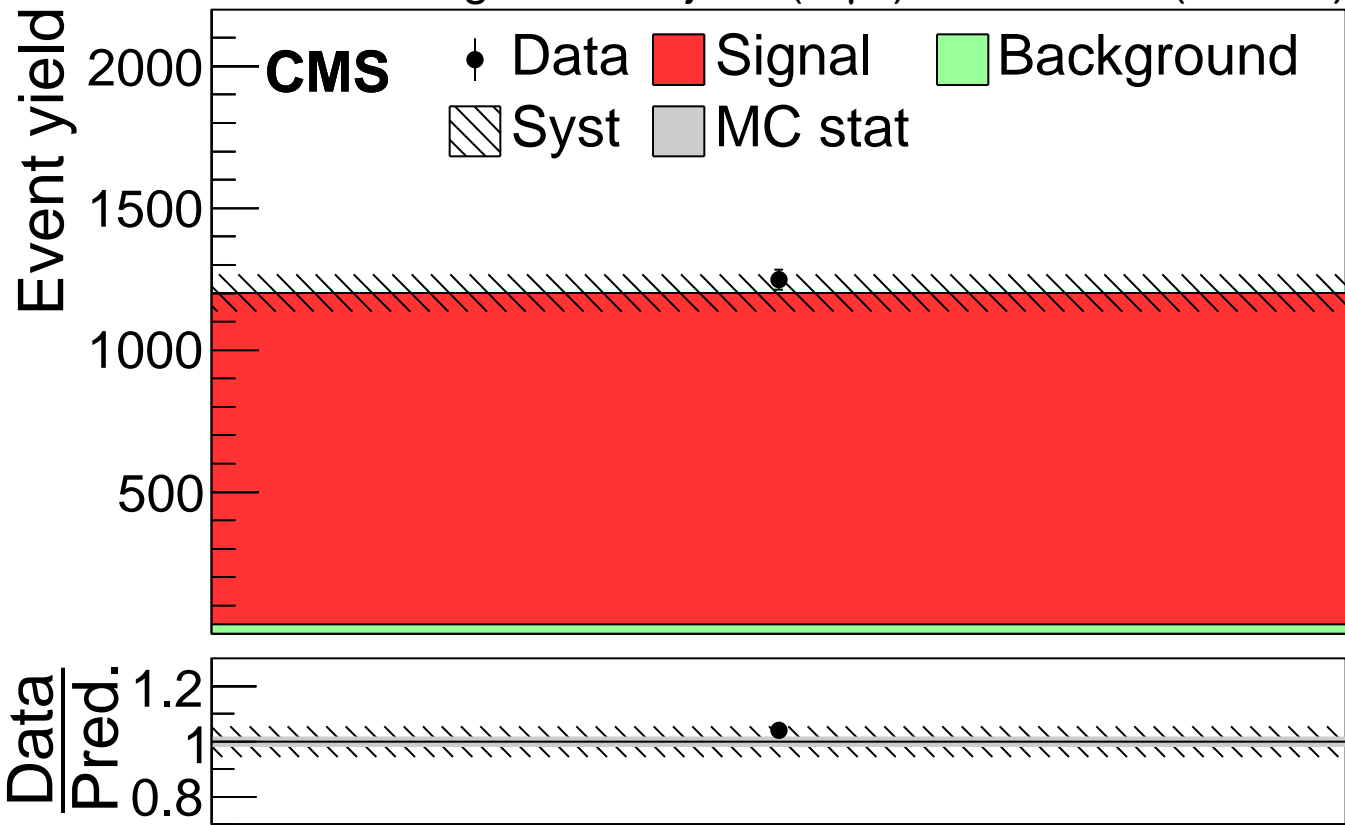 Event yield
2000
1500
1000
500
CMS
Data
Signal
Background
Syst
MC stat
Data
Pred.
1.2
1
0.8